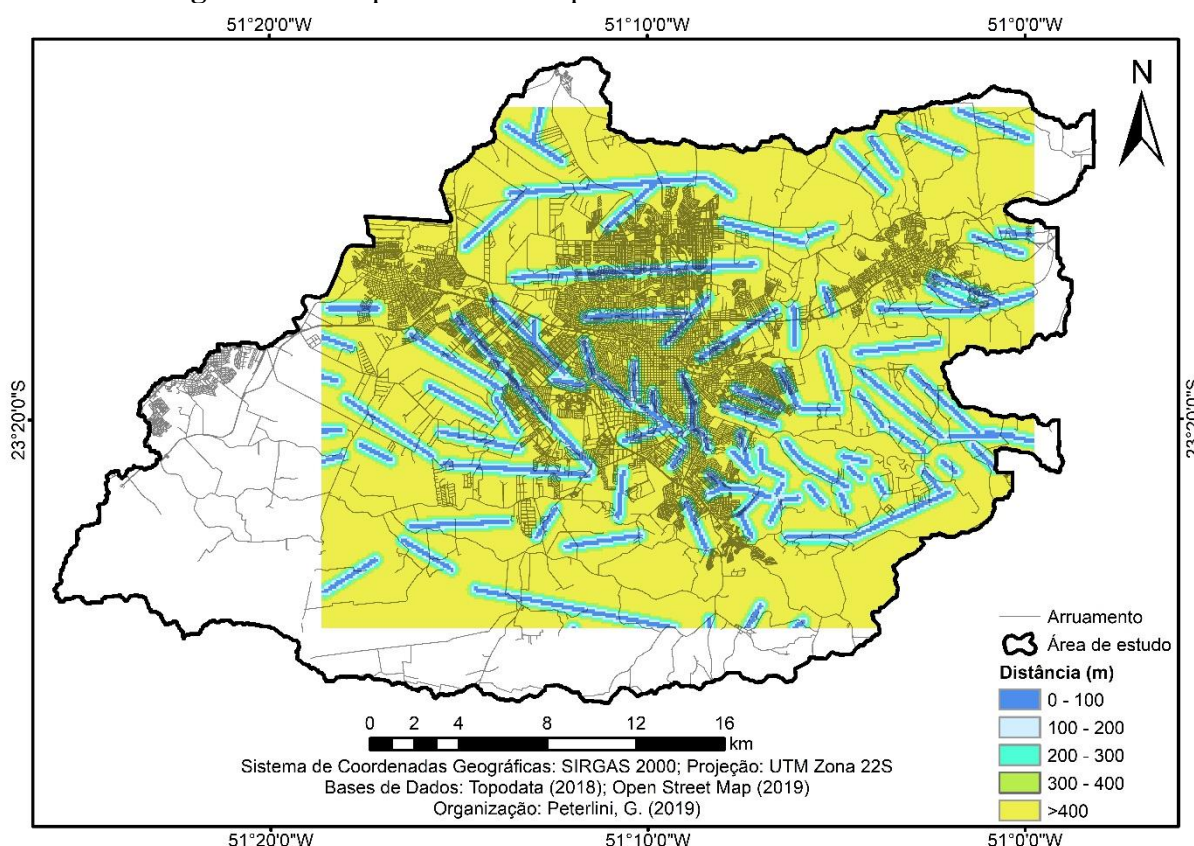 51°20'0"W 51°10'0"W 51°0'0"W
N
23°20'0"S
23°20'0"S
Arruamento
Área de estudo
Distância (m)
0 - 100
100 - 200
200 - 300
300 - 400
>400
0 2 4 8 12 16
km
Sistema de Coordenadas Geográficas: SIRGAS 2000; Projeção: UTM Zona 22S
Bases de Dados: Topodata (2018); Open Street Map (2019)
Organização: Peterlini, G. (2019)
51°20'0"W 51°10'0"W 51°0'0"W